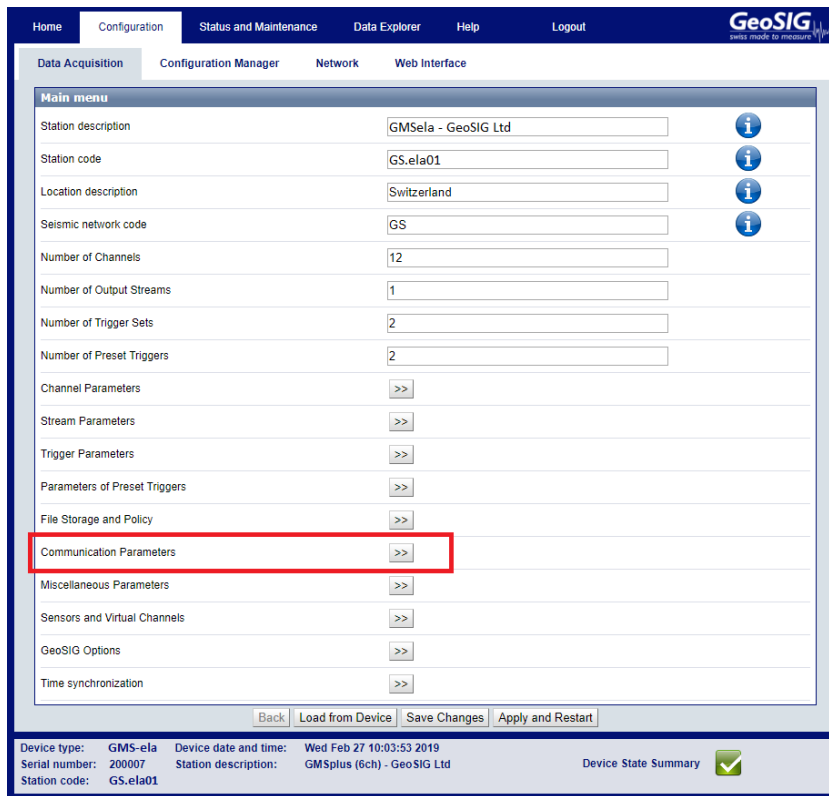 Home Configuration Status and Maintenance Data Explorer Help Logout GeoSIG
swiss made to measure
Data Acquisition Configuration Manager Network Web Interface
Main menu
Station description GMSela - GeoSIG Ltd i
Station code GS.ela01 i
Location description Switzerland i
Seismic network code GS i
Number of Channels 12
Number of Output Streams 1
Number of Trigger Sets 2
Number of Preset Triggers 2
Channel Parameters >>
Stream Parameters >>
Trigger Parameters >>
Parameters of Preset Triggers >>
File Storage and Policy >>
Communication Parameters >>
Miscellaneous Parameters >>
Sensors and Virtual Channels >>
GeoSIG Options >>
Time synchronization >>
Back Load from Device Save Changes Apply and Restart
Device type: GMS-ela Device date and time: Wed Feb 27 10:03:53 2019
Serial number: 200007 Station description: GMSplus (6ch) - GeoSIG Ltd Device State Summary
Station code: GS.ela01